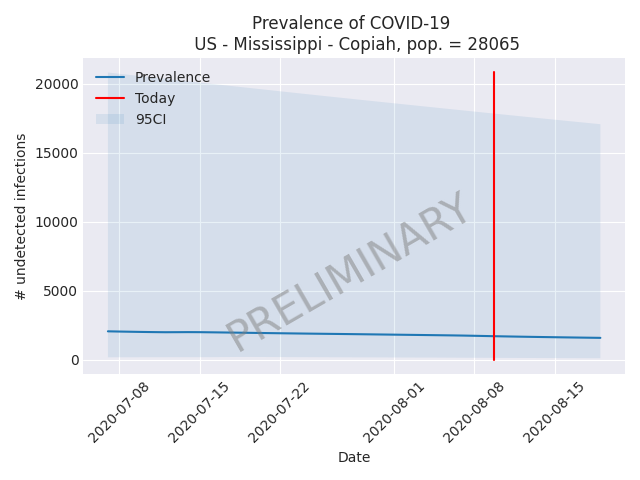 Prevalence of COVID-19
US - Mississippi - Copiah, pop. = 28065
20000
15000
10000
5000
0
# undetected infections
Prevalence
Today
95CI
PRELIMINARY
2020-07-08
2020-07-15
2020-07-22
2020-08-01
2020-08-08
2020-08-15
Date